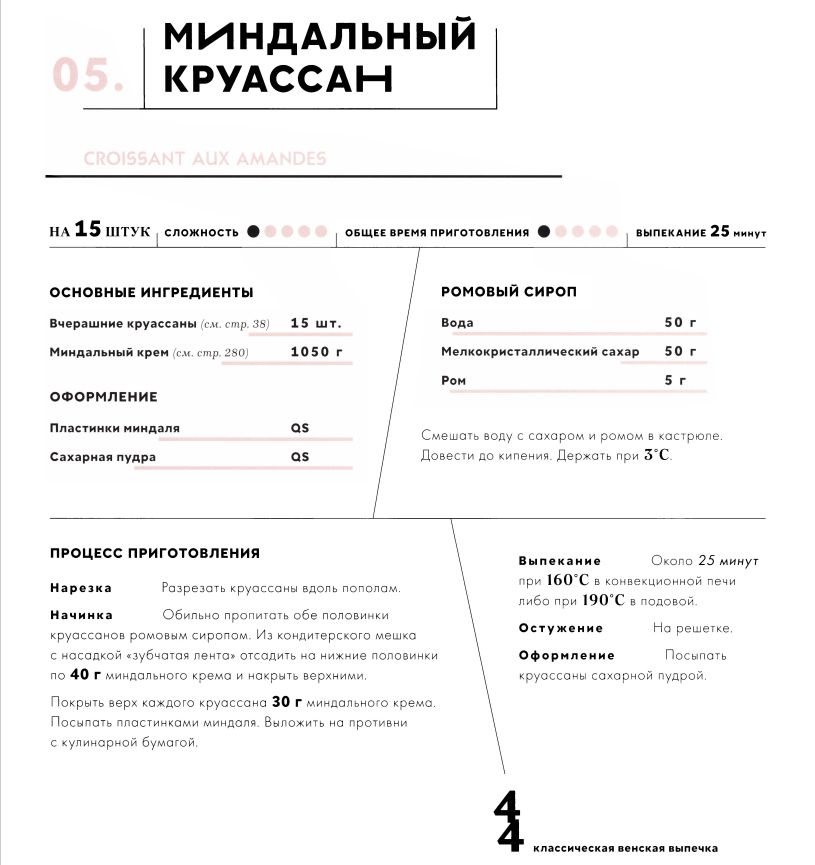 05.
МИНДАЛЬНЫЙ
КРУАССАН
CROISSANT AUX AMANDES
НА 15 ШТУК СЛОЖНОСТЬ ОБЩЕЕ ВРЕМЯ ПРИГОТОВЛЕНИЯ ВЫПЕКАНИЕ 25 минут
ОСНОВНЫЕ ИНГРЕДИЕНТЫ
Вчерашние круассаны (см. стр. 38) 15 шт.
Миндальный крем (см. стр. 280) 1050 г
ОФОРМЛЕНИЕ
Пластинки миндаля QS
Сахарная пудра QS
РОМОВЫЙ СИРОП
Вода 50 г
Мелкокристаллический сахар 50 г
Ром 5 г
Смешать воду с сахаром и ромом в кастрюле.
Довести до кипения. Держать при 3°C.
ПРОЦЕСС ПРИГОТОВЛЕНИЯ
Нарезка Разрезать круассаны вдоль пополам.
Начинка Обильно пропитать обе половинки
круассанов ромовым сиропом. Из кондитерского мешка
с насадкой «зубчатая лента» отсадить на нижние половинки
по 40 г миндального крема и накрыть верхними.
Покрыть верх каждого круассана 30 г миндального крема.
Посыпать пластинками миндаля. Выложить на противни
с кулинарной бумагой.
Выпекание Около 25 минут
при 160°C в конвекционной печи
либо при 190°C в подовой.
Остужение На решетке.
Оформление Посыпать
круассаны сахарной пудрой.
4
4 классическая венская выпечка